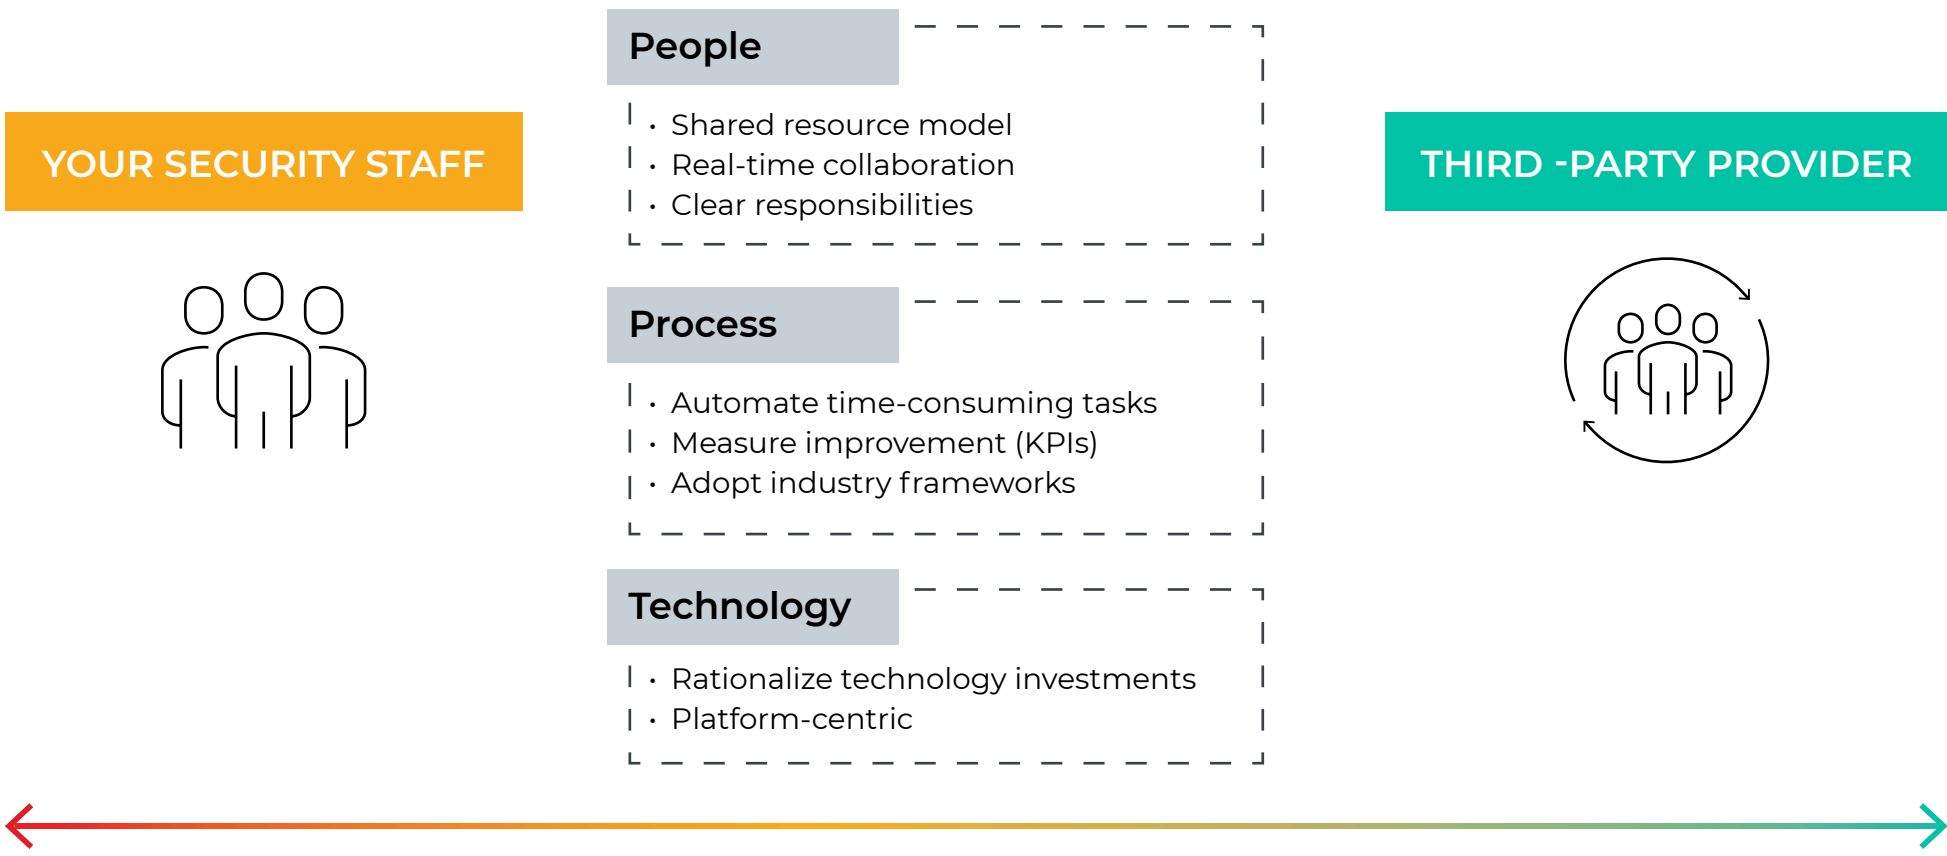 YOUR SECURITY STAFF
People
• Shared resource model
• Real-time collaboration
• Clear responsibilities
Process
• Automate time-consuming tasks
• Measure improvement (KPIs)
• Adopt industry frameworks
Technology
• Rationalize technology investments
• Platform-centric
THIRD -PARTY PROVIDER